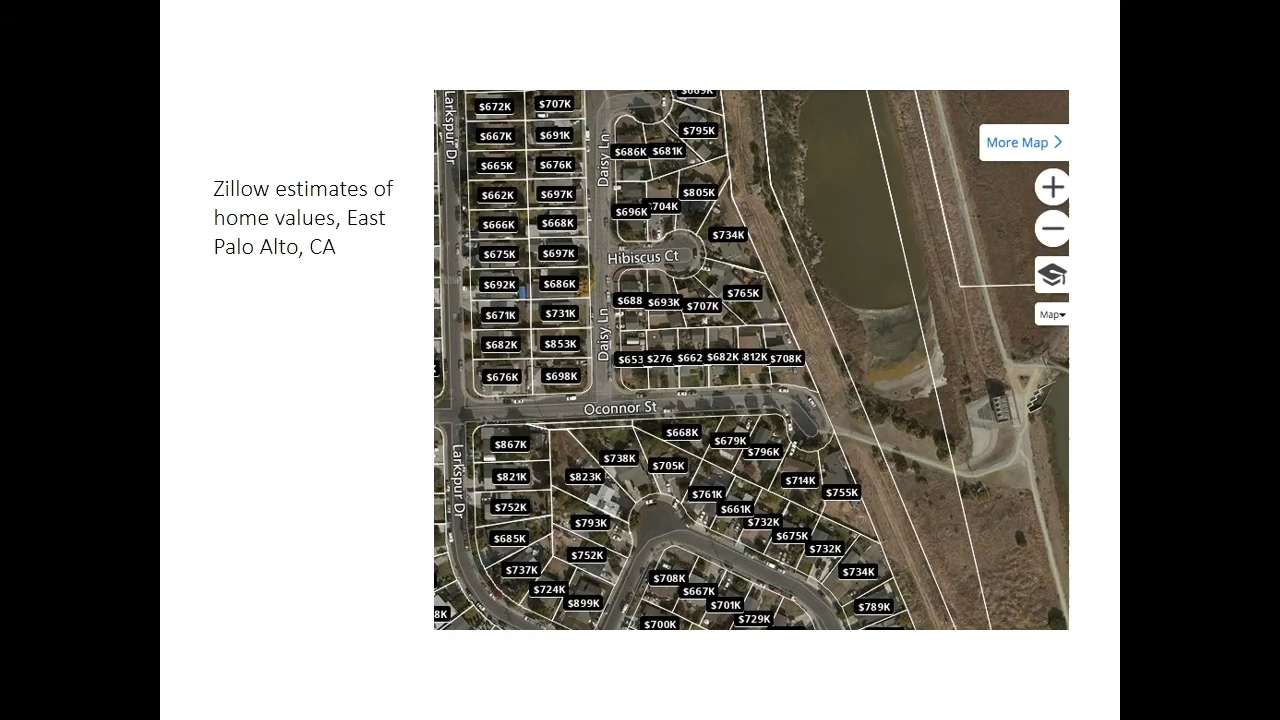 Zillow estimates of
home values, East
Palo Alto, CA
Larkspur Dr
$672K
$707K
$669K
$667K
$691K
Daisy Ln
$795K
More Map
$665K
$676K
$686K
$681K
$662K
$697K
$805K
$666K
$668K
$696K
704K
$734K
$675K
$697K
Hibiscus Ct
$692K
$686K
$688
$693K
$707K
$765K
Map
$671K
$731K
Daisy Ln
$682K
$853K
$653
$276
$662
$682K
812K
$708K
K
$676K
$698K
Oconnor St
$867K
$668K
$679K
$796K
Larkspur Dr
$821K
$823K
$738K
$705K
$714K
$755K
$752K
$793K
$761K
$661K
$732K
$685K
$752K
$675K
$732K
$737K
$734K
$724K
$708K
$667K
$899K
$701K
$789K
8K
$700K
$729K